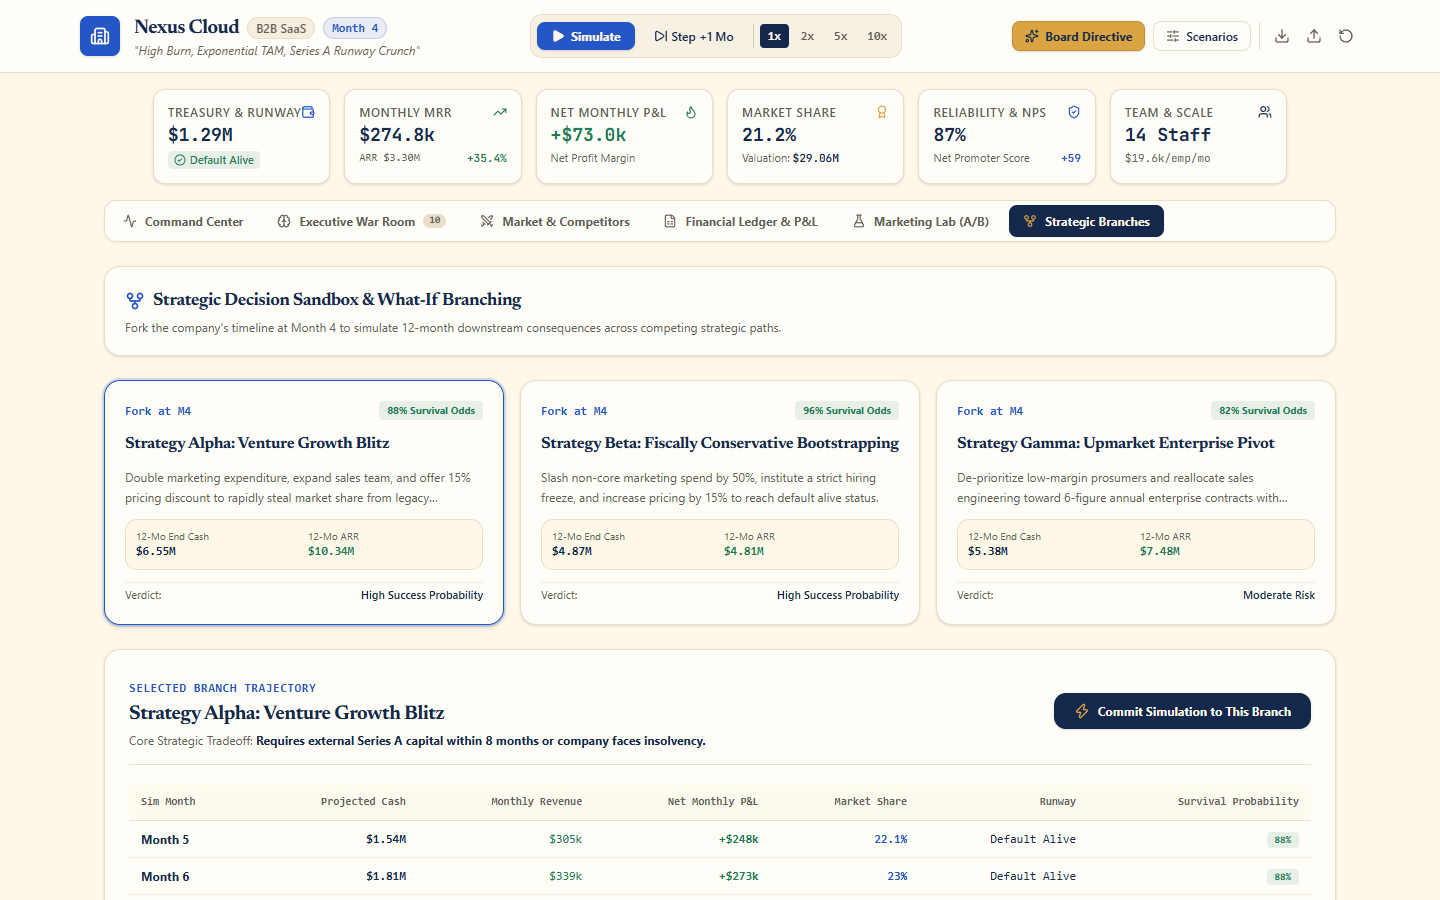 Nexus Cloud B2B SaaS Month 4
"High Burn, Exponential TAM, Series A Runway Crunch"
Simulate Step +1 Mo 1x 2x 5x 10x
Board Directive Scenarios
TREASURY & RUNWAY
$1.29M
Default Alive
MONTHLY MRR
$274.8k
ARR $3.30M +35.4%
NET MONTHLY P&L
+$73.0k
Net Profit Margin
MARKET SHARE
21.2%
Valuation: $29.06M
RELIABILITY & NPS
87%
Net Promoter Score +59
TEAM & SCALE
14 Staff
$19.6k/emp/mo
Command Center Executive War Room 10 Market & Competitors Financial Ledger & P&L Marketing Lab (A/B) Strategic Branches
Strategic Decision Sandbox & What-If Branching
Fork the company's timeline at Month 4 to simulate 12-month downstream consequences across competing strategic paths.
Fork at M4 88% Survival Odds
Strategy Alpha: Venture Growth Blitz
Double marketing expenditure, expand sales team, and offer 15%
pricing discount to rapidly steal market share from legacy...
12-Mo End Cash 12-Mo ARR
$6.55M $10.34M
Verdict: High Success Probability
Fork at M4 96% Survival Odds
Strategy Beta: Fiscally Conservative Bootstrapping
Slash non-core marketing spend by 50%, institute a strict hiring
freeze, and increase pricing by 15% to reach default alive status.
12-Mo End Cash 12-Mo ARR
$4.87M $4.81M
Verdict: High Success Probability
Fork at M4 82% Survival Odds
Strategy Gamma: Upmarket Enterprise Pivot
De-prioritize low-margin prosumers and reallocate sales
engineering toward 6-figure annual enterprise contracts with...
12-Mo End Cash 12-Mo ARR
$5.38M $7.48M
Verdict: Moderate Risk
SELECTED BRANCH TRAJECTORY
Strategy Alpha: Venture Growth Blitz
Core Strategic Tradeoff: Requires external Series A capital within 8 months or company faces insolvency.
Commit Simulation to This Branch
Sim Month Projected Cash Monthly Revenue Net Monthly P&L Market Share Runway Survival Probability
Month 5 $1.54M $305k +$248k 22.1% Default Alive 88%
Month 6 $1.81M $339k +$273k 23% Default Alive 88%